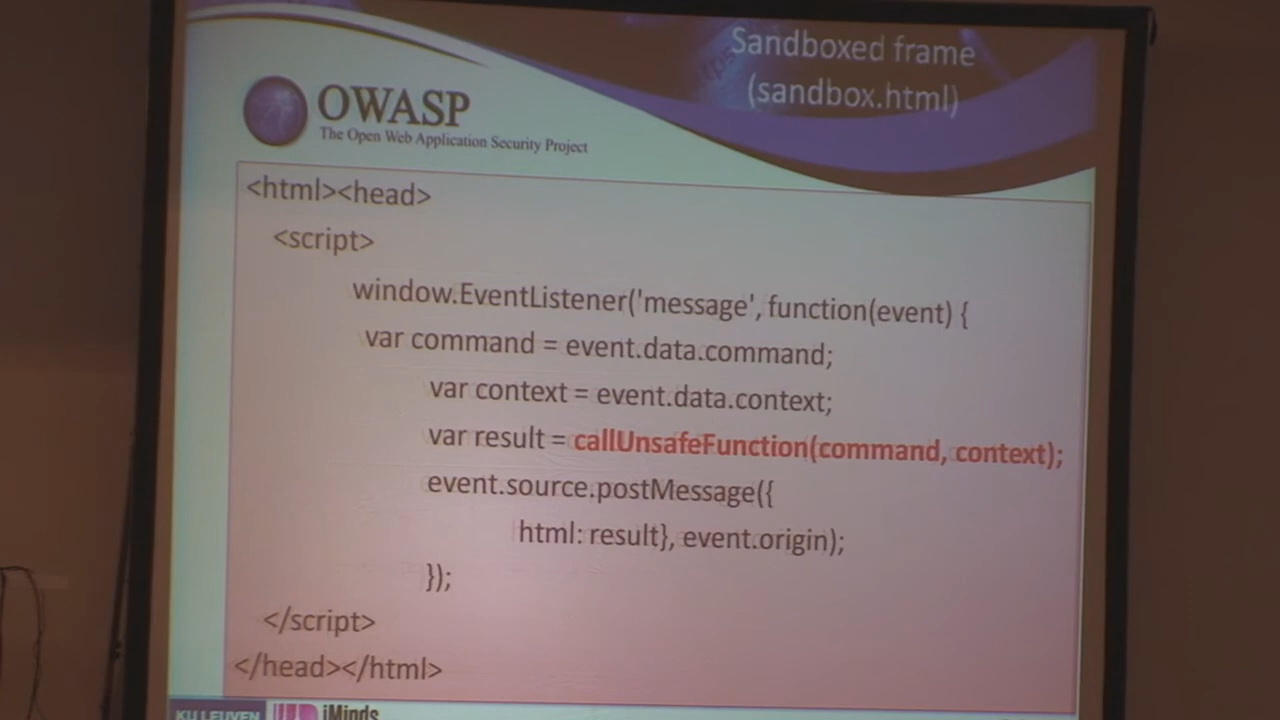 Sandboxed frame
(sandbox.html)
OWASP
The Open Web Application Security Project
<html><head>
<script>
window.EventListener('message', function(event) {
var command = event.data.command;
var context = event.data.context;
var result = callUnsafeFunction(command, context);
event.source.postMessage({
html: result}, event.origin);
});
</script>
</head></html>
KU LEUVEN
iMinds